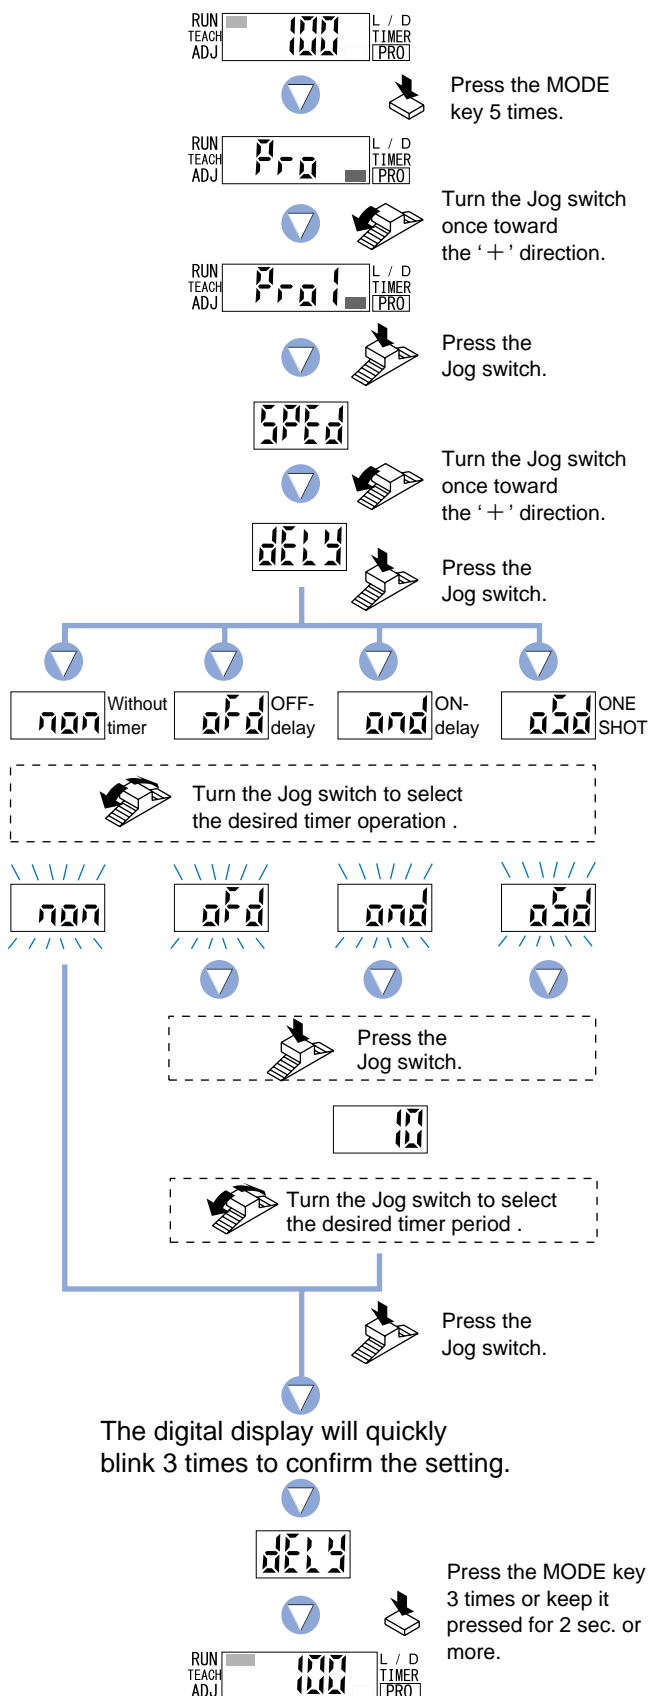 RUN
TEACH
ADJ
100
L / D
TIMER
PRO
Press the MODE
key 5 times.
RUN
TEACH
ADJ
Pro
L / D
TIMER
PRO
Turn the Jog switch
once toward
the ‘＋’ direction.
RUN
TEACH
ADJ
Pro1
L / D
TIMER
PRO
Press the
Jog switch.
SPEd
Turn the Jog switch
once toward
the ‘＋’ direction.
dELY
Press the
Jog switch.
non
Without
timer
oFd
OFF-
delay
ond
ON-
delay
oSd
ONE
SHOT
Turn the Jog switch to select
the desired timer operation .
non
oFd
ond
oSd
Press the
Jog switch.
10
Turn the Jog switch to select
the desired timer period .
Press the
Jog switch.
The digital display will quickly
blink 3 times to confirm the setting.
dELY
Press the MODE key
3 times or keep it
pressed for 2 sec. or
more.
RUN
TEACH
ADJ
100
L / D
TIMER
PRO